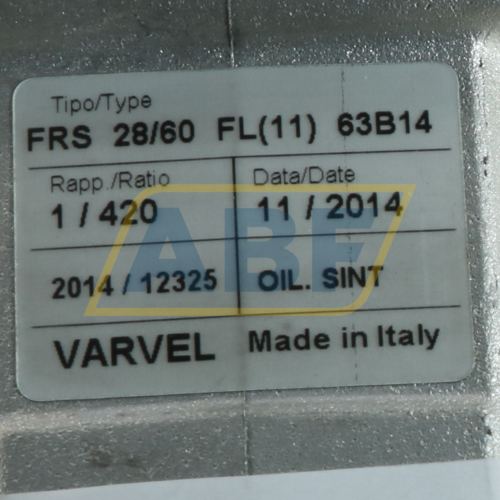 Tipo/Type
FRS 28/60 FL(11) 63B14
Rapp./Ratio Data/Date
1 / 420 11 / 2014
2014 / 12325 OIL. SINT
VARVEL Made in Italy
ABF